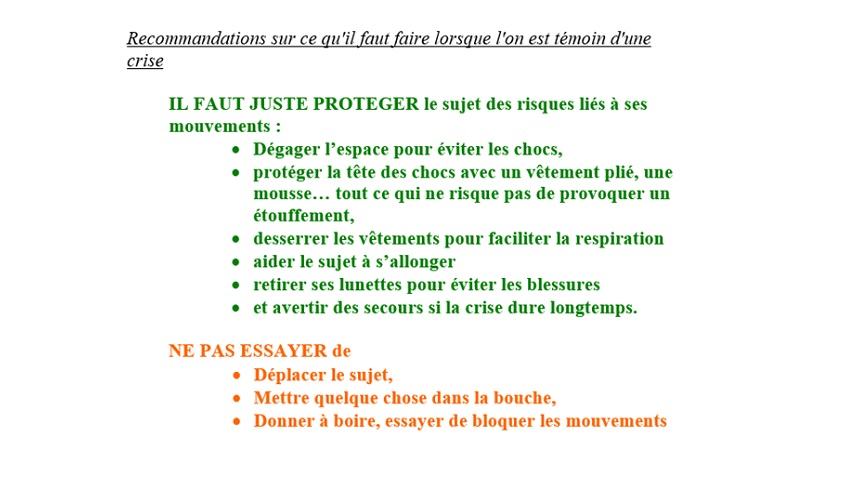 Recommandations sur ce qu'il faut faire lorsque l'on est témoin d'une
crise
IL FAUT JUSTE PROTEGER le sujet des risques liés à ses
mouvements :
• Dégager l’espace pour éviter les chocs,
• protéger la tête des chocs avec un vêtement plié, une
mousse… tout ce qui ne risque pas de provoquer un
étouffement,
• desserrer les vêtements pour faciliter la respiration
• aider le sujet à s’allonger
• retirer ses lunettes pour éviter les blessures
• et avertir des secours si la crise dure longtemps.
NE PAS ESSAYER de
• Déplacer le sujet,
• Mettre quelque chose dans la bouche,
• Donner à boire, essayer de bloquer les mouvements